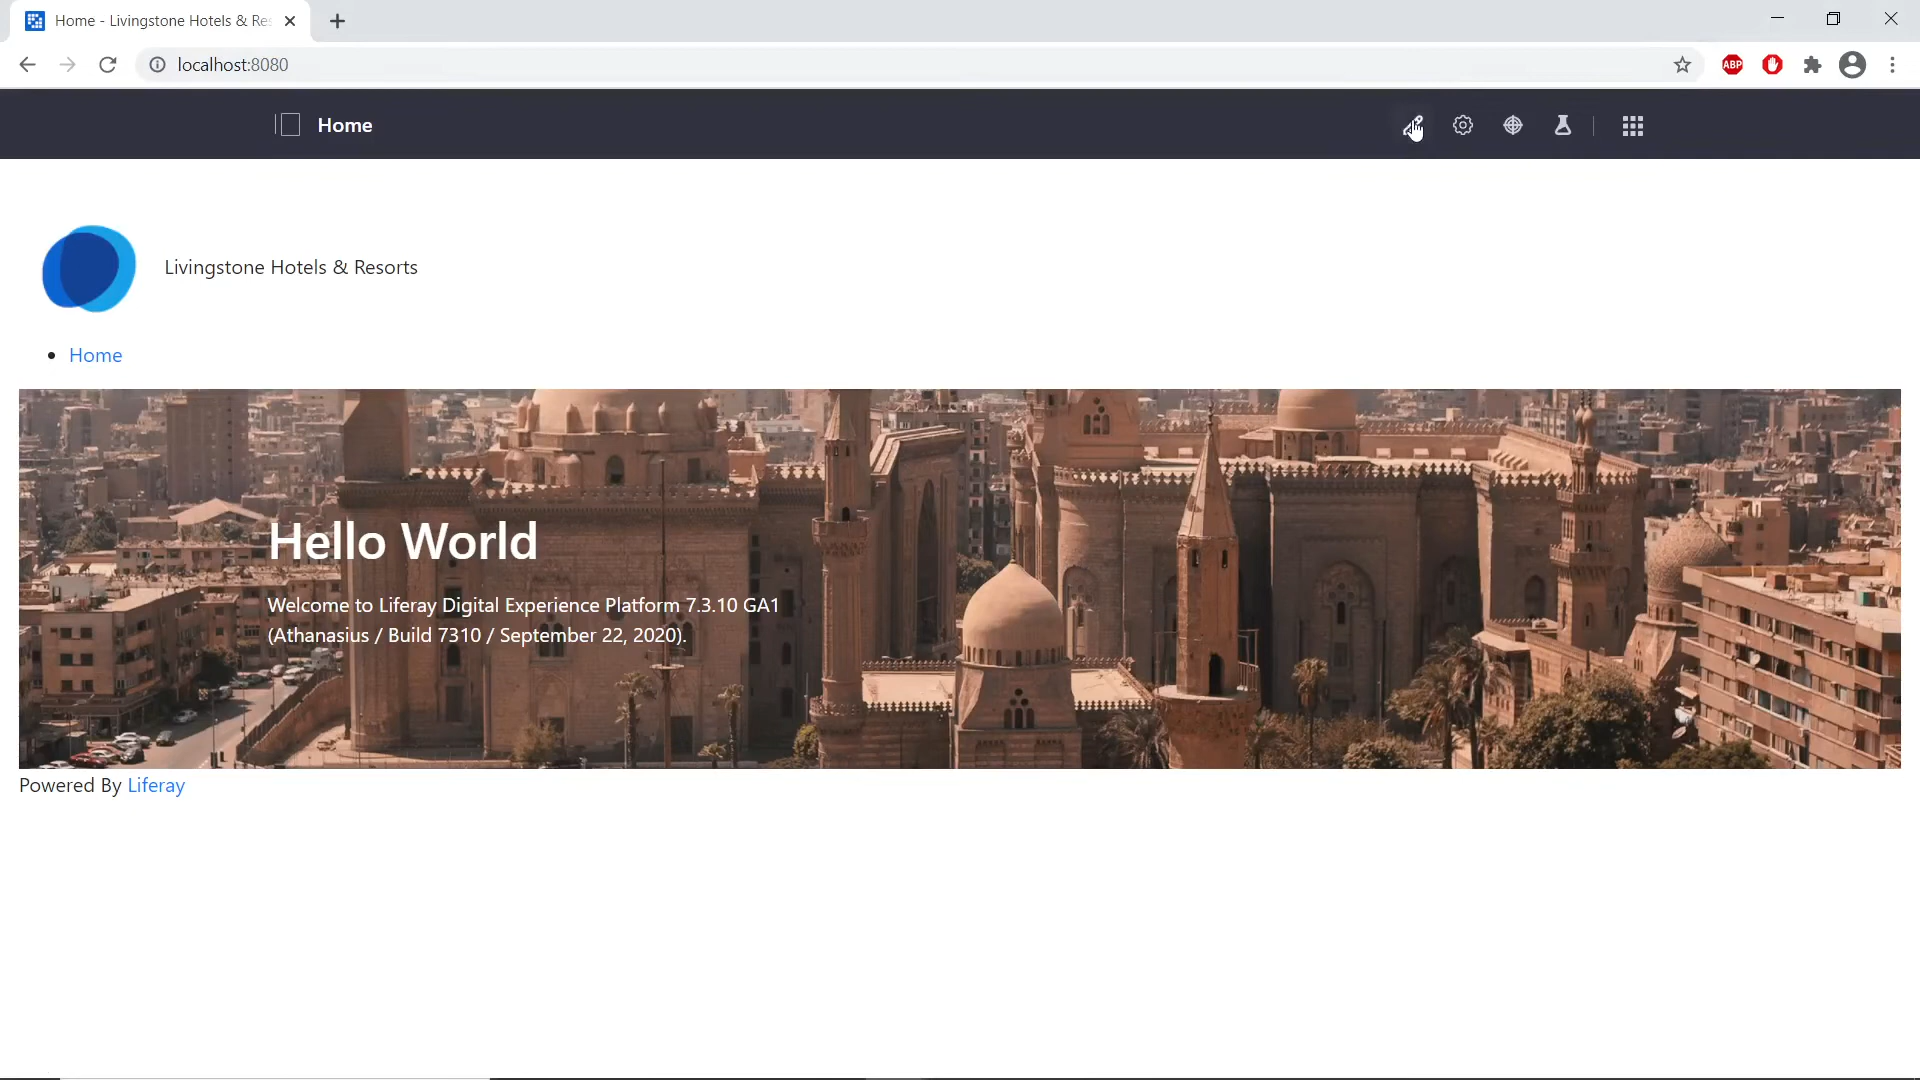 Home - Livingstone Hotels & Res
localhost:8080
ABP
Home
Livingstone Hotels & Resorts
Home
Hello World
Welcome to Liferay Digital Experience Platform 7.3.10 GA1
(Athanasius / Build 7310 / September 22, 2020).
Powered By Liferay